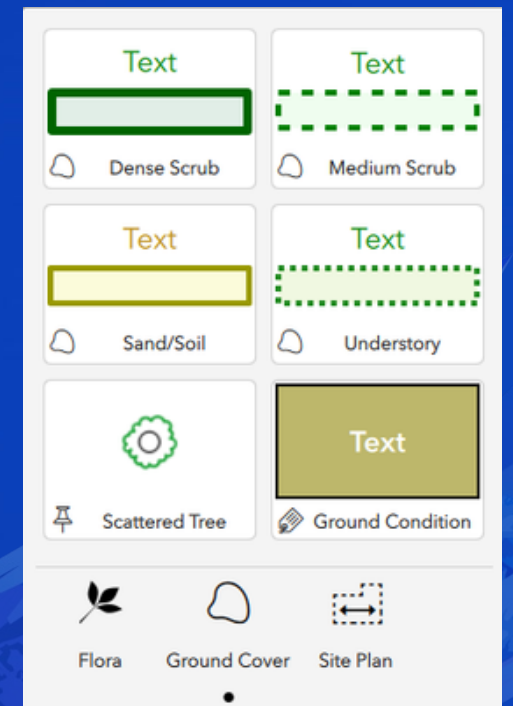 Text Text
Dense Scrub Medium Scrub
Text Text
Sand/Soil Understory
Text
Scattered Tree Ground Condition
Flora Ground Cover Site Plan